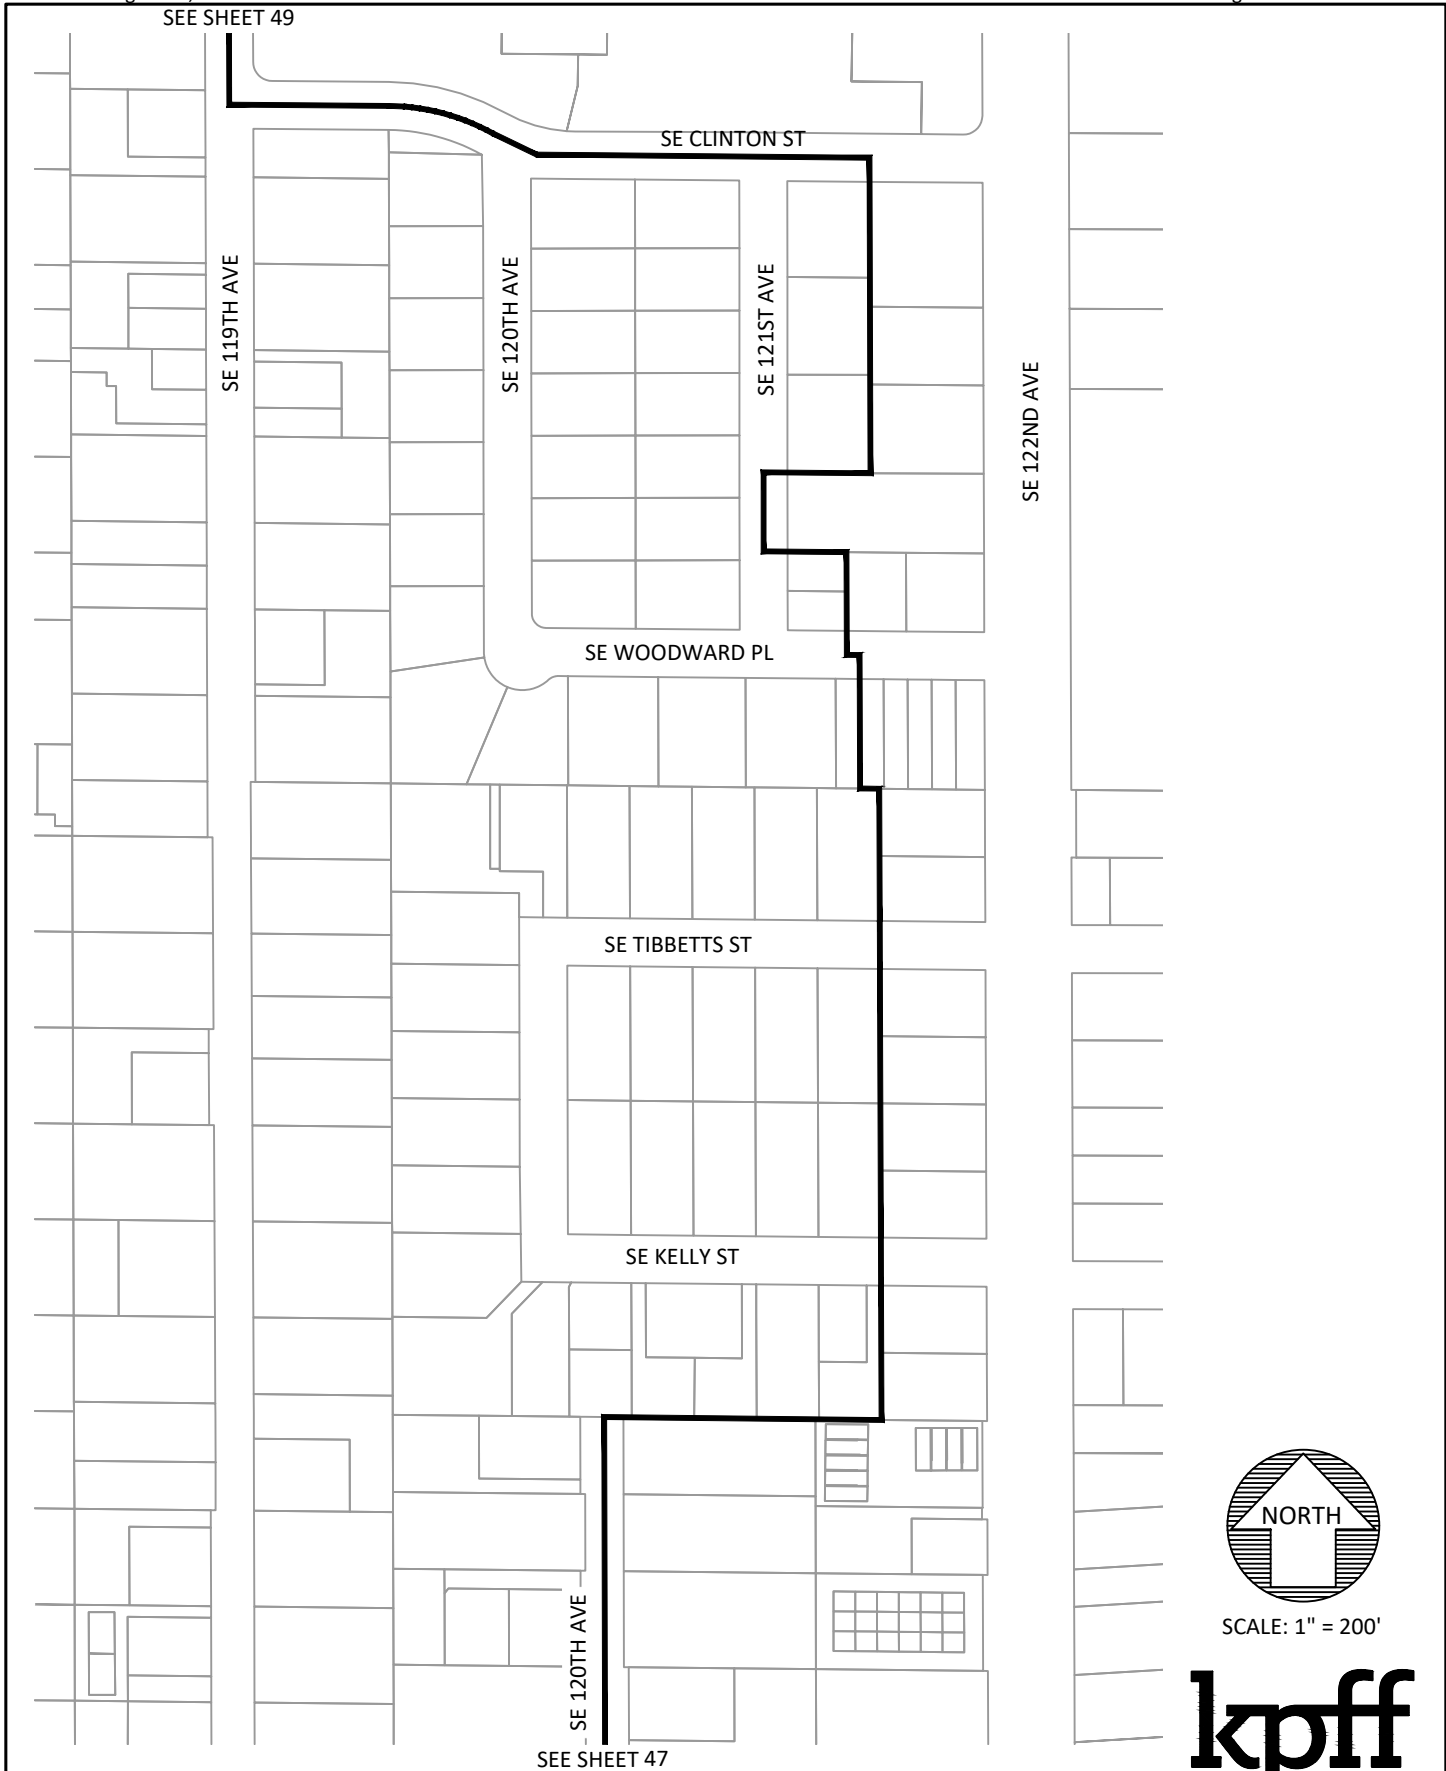 SEE SHEET 49
SE CLINTON ST
SE 119TH AVE
SE 120TH AVE
SE 121ST AVE
SE 122ND AVE
SE WOODWARD PL
SE TIBBETTS ST
SE KELLY ST
NORTH
SCALE: 1" = 200'
SE 120TH AVE
kpff
SEE SHEET 47